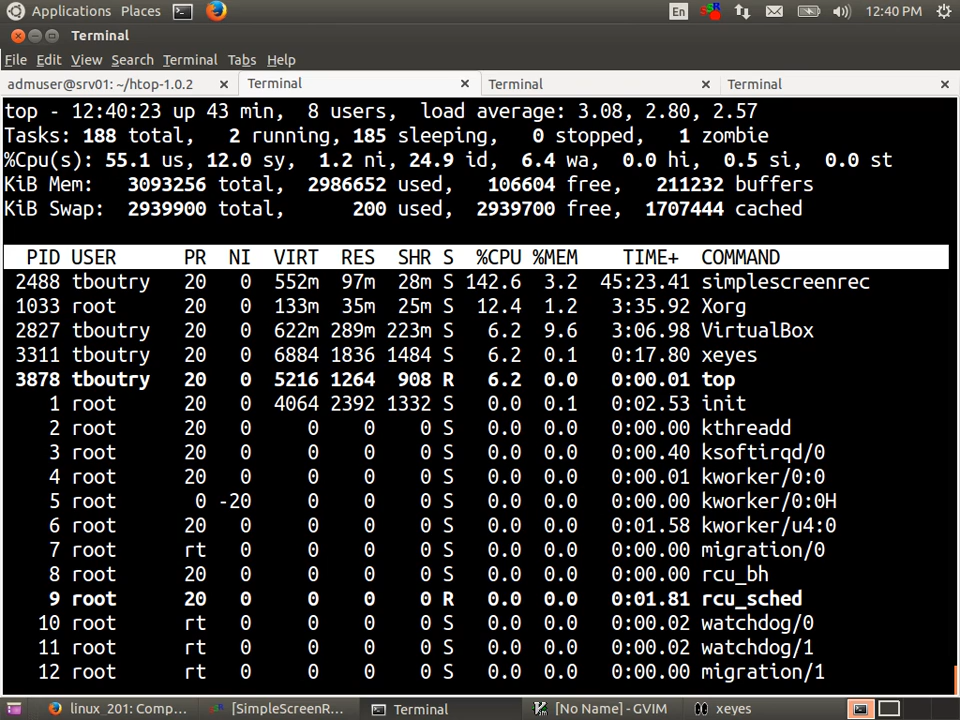 Applications Places En 12:40 PM
Terminal
File Edit View Search Terminal Tabs Help
admuser@srv01: ~/htop-1.0.2 Terminal Terminal Terminal
top - 12:40:23 up 43 min, 8 users, load average: 3.08, 2.80, 2.57
Tasks: 188 total, 2 running, 185 sleeping, 0 stopped, 1 zombie
%Cpu(s): 55.1 us, 12.0 sy, 1.2 ni, 24.9 id, 6.4 wa, 0.0 hi, 0.5 si, 0.0 st
KiB Mem: 3093256 total, 2986652 used, 106604 free, 211232 buffers
KiB Swap: 2939900 total, 200 used, 2939700 free, 1707444 cached
PID USER PR NI VIRT RES SHR S %CPU %MEM TIME+ COMMAND
2488 tboutry 20 0 552m 97m 28m S 142.6 3.2 45:23.41 simplescreenrec
1033 root 20 0 133m 35m 25m S 12.4 1.2 3:35.92 Xorg
2827 tboutry 20 0 622m 289m 223m S 6.2 9.6 3:06.98 VirtualBox
3311 tboutry 20 0 6884 1836 1484 S 6.2 0.1 0:17.80 xeyes
3878 tboutry 20 0 5216 1264 908 R 6.2 0.0 0:00.01 top
1 root 20 0 4064 2392 1332 S 0.0 0.1 0:02.53 init
2 root 20 0 0 0 0 S 0.0 0.0 0:00.00 kthreadd
3 root 20 0 0 0 0 S 0.0 0.0 0:00.40 ksoftirqd/0
4 root 20 0 0 0 0 S 0.0 0.0 0:00.01 kworker/0:0
5 root 0 -20 0 0 0 S 0.0 0.0 0:00.00 kworker/0:0H
6 root 20 0 0 0 0 S 0.0 0.0 0:01.58 kworker/u4:0
7 root rt 0 0 0 0 S 0.0 0.0 0:00.00 migration/0
8 root 20 0 0 0 0 S 0.0 0.0 0:00.00 rcu_bh
9 root 20 0 0 0 0 R 0.0 0.0 0:01.81 rcu_sched
10 root rt 0 0 0 0 S 0.0 0.0 0:00.02 watchdog/0
11 root rt 0 0 0 0 S 0.0 0.0 0:00.02 watchdog/1
12 root rt 0 0 0 0 S 0.0 0.0 0:00.00 migration/1
linux_201: Comp... [SimpleScreenR... Terminal [No Name] - GVIM xeyes